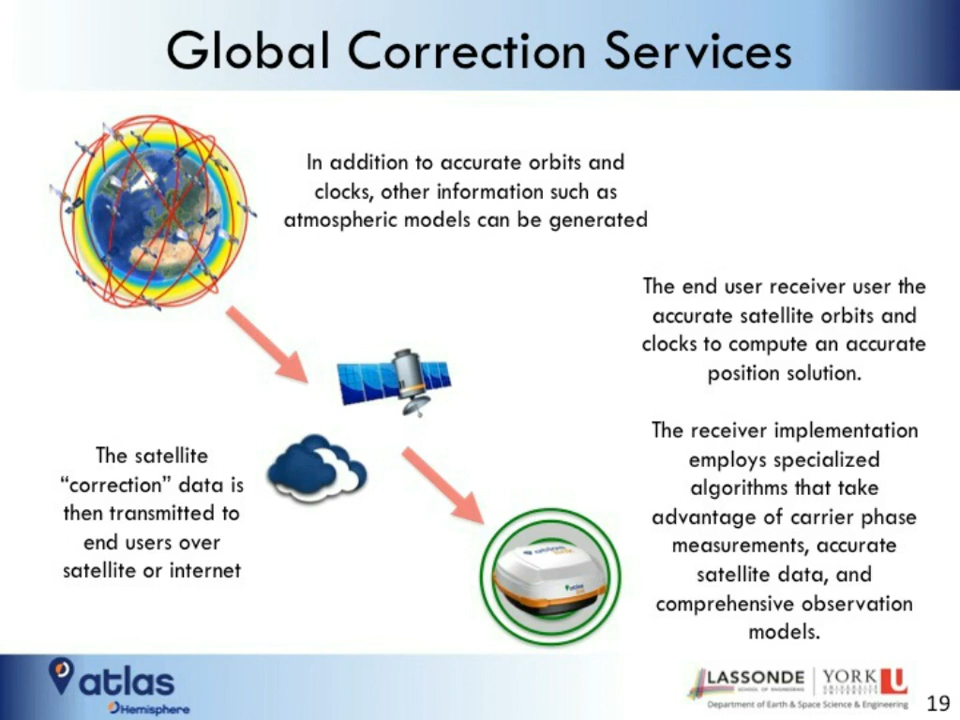 Global Correction Services
In addition to accurate orbits and
clocks, other information such as
atmospheric models can be generated
The end user receiver user the
accurate satellite orbits and
clocks to compute an accurate
position solution.
The satellite
“correction” data is
then transmitted to
end users over
satellite or internet
The receiver implementation
employs specialized
algorithms that take
advantage of carrier phase
measurements, accurate
satellite data, and
comprehensive observation
models.
atlas
atlas
atlas
Hemisphere
LASSONDE
SCHOOL OF ENGINEERING
YORK U
UNIVERSITÉ
UNIVERSITY
Department of Earth & Space Science & Engineering
19